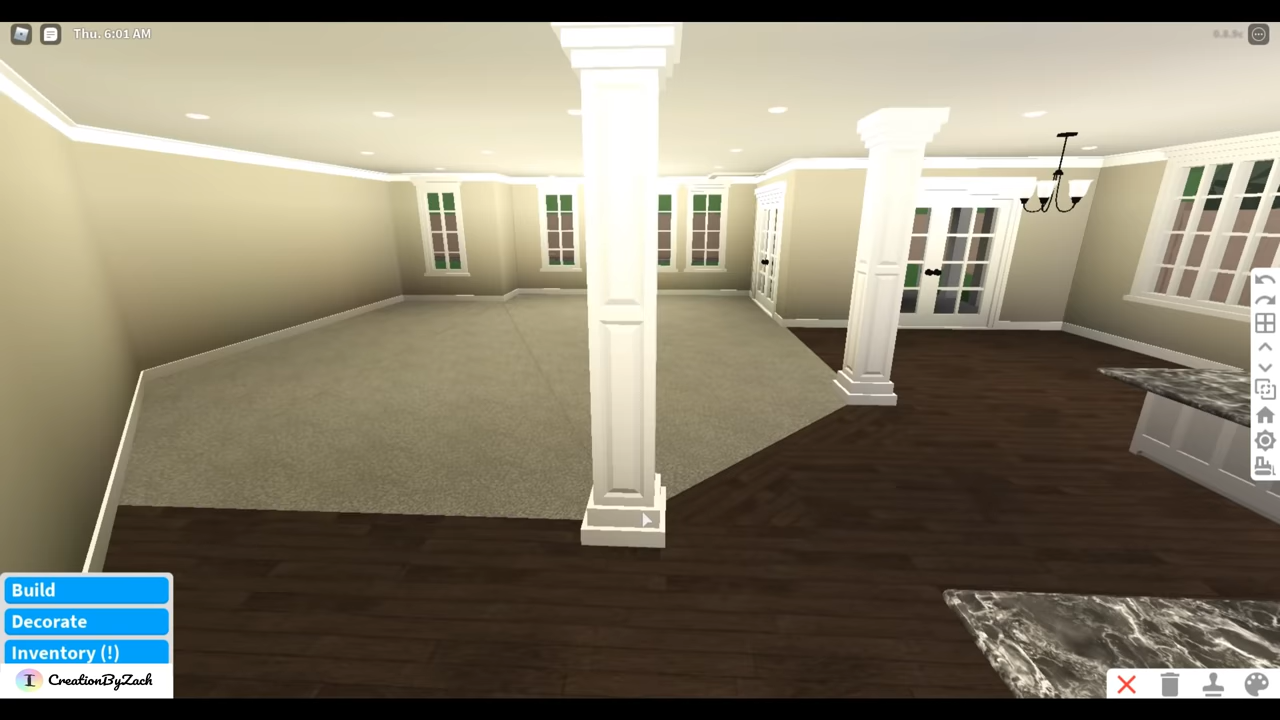 Thu. 6:01 AM
Build
Decorate
Inventory (!)
CreationByZach